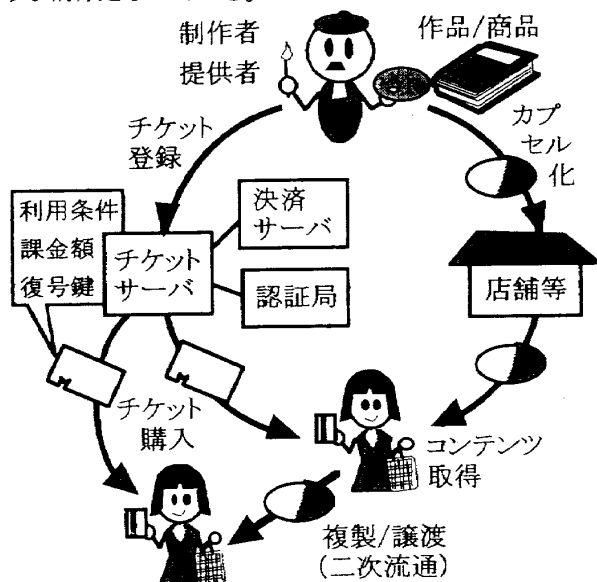 制作者
提供者
作品/商品
チケット
登録
カプ
セル
化
利用条件
課金額
復号鍵
チケット
サーバ
決済
サーバ
認証局
店舗等
チケット
購入
コンテンツ
取得
複製/譲渡
(二次流通)